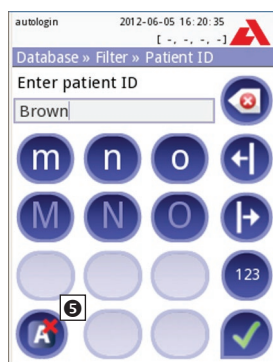 autologin 2012-06-05 16:20:35
[ -, -, -, -]
Database » Filter » Patient ID
Enter patient ID
Brown
m n o
M N O
123
5
A